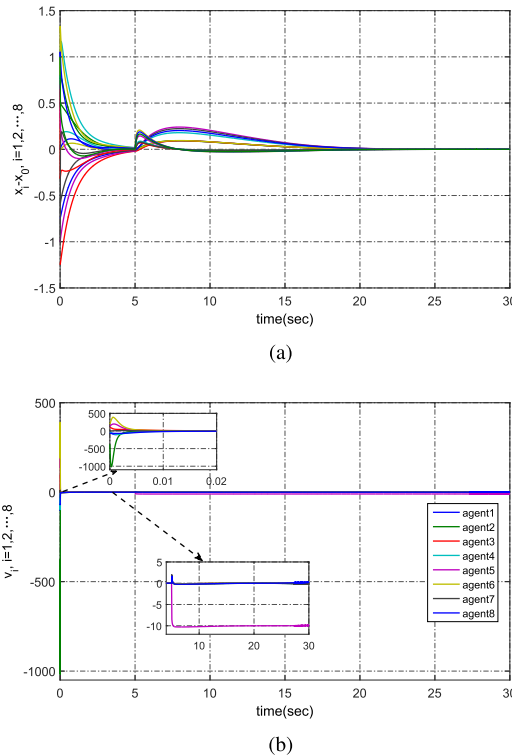 1.5
1
0.5
0
-0.5
-1
-1.5
xi-x0, i=1,2,⋯,8
0 5 10 15 20 25 30
time(sec)
(a)
500
0
-500
-1000
vi, i=1,2,⋯,8
500
0
-500
-1000
0 0.01 0.02
5
0
-5
-10
10 20 30
agent1
agent2
agent3
agent4
agent5
agent6
agent7
agent8
0 5 10 15 20 25 30
time(sec)
(b)